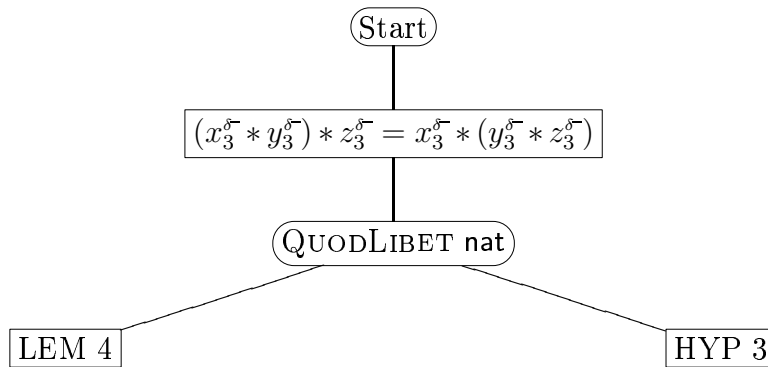 Start
(x₃^δ⁻ * y₃^δ⁻) * z₃^δ⁻ = x₃^δ⁻ * (y₃^δ⁻ * z₃^δ⁻)
QUODLIBET nat
LEM 4
HYP 3